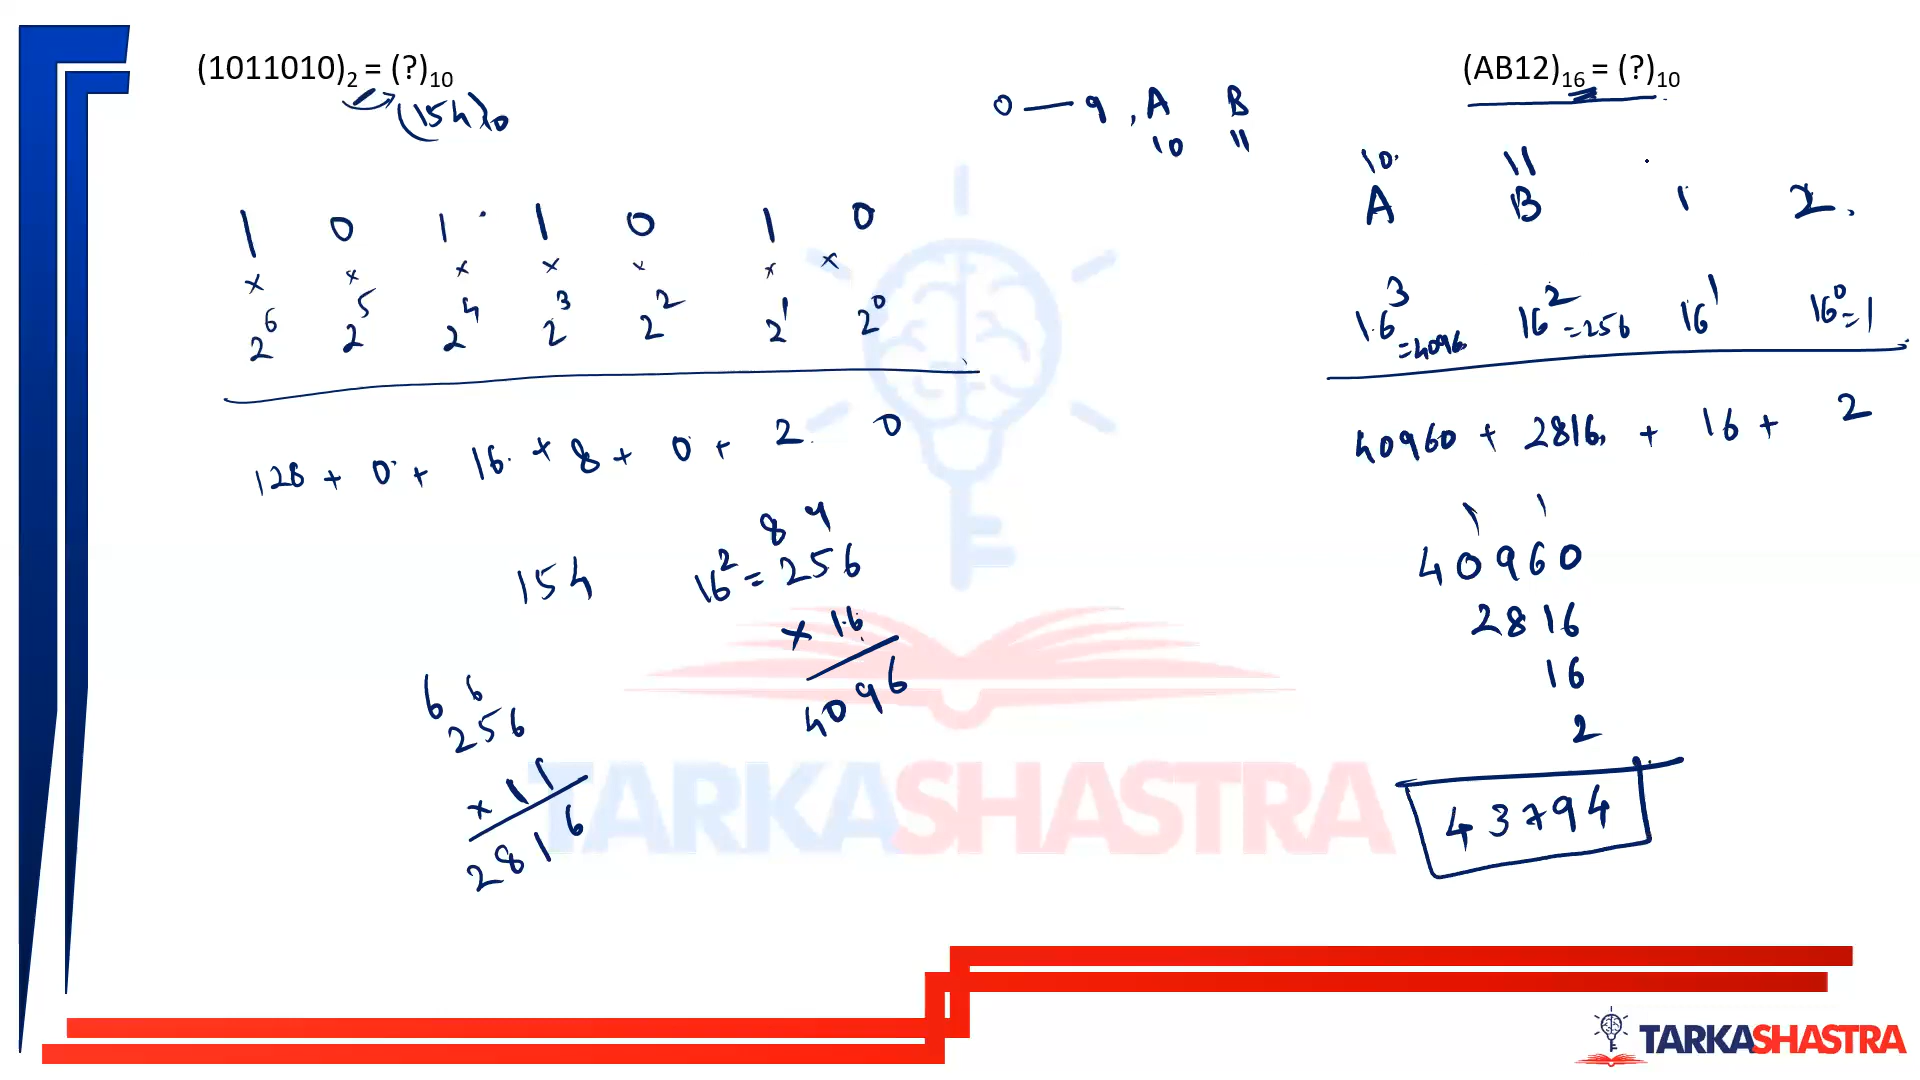 (1011010)2 = (?)10
(154)10
1 0 1 1 0 1 0
× × × × × × ×
2^6 2^5 2^4 2^3 2^2 2^1 2^0
128 + 0 + 16 + 8 + 0 + 2 0
154
6 6
256
× 11
2816
8 9
16^2 = 256
× 16
4096
0 — 9, A B
10 11
(AB12)16 = (?)10
10 11
A B 1 2
16^3 =4096 16^2 =256 16^1 16^0 =1
40960 + 2816 + 16 + 2
1 1
40960
2816
16
2
43794
TARKASHASTRA
TARKASHASTRA